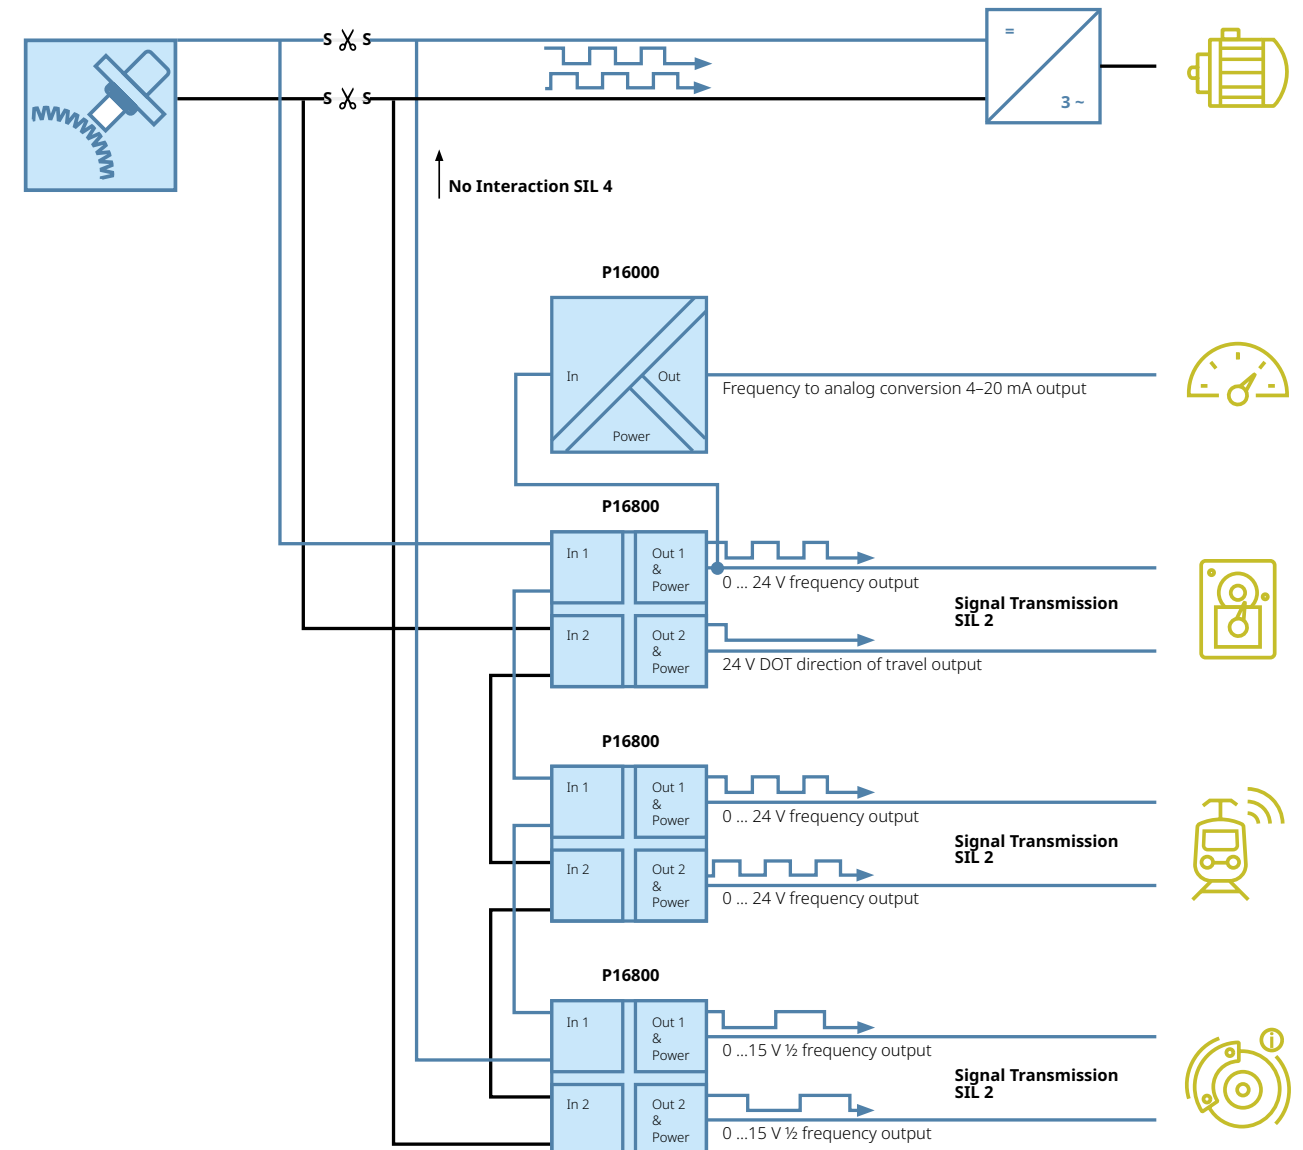 S S
=
S S
3 ~
No Interaction SIL 4
P16000
In
Out
Frequency to analog conversion 4–20 mA output
Power
P16800
In 1
Out 1
&
Power
0 ... 24 V frequency output
Signal Transmission
SIL 2
In 2
Out 2
&
Power
24 V DOT direction of travel output
P16800
In 1
Out 1
&
Power
0 ... 24 V frequency output
Signal Transmission
SIL 2
In 2
Out 2
&
Power
0 ... 24 V frequency output
P16800
In 1
Out 1
&
Power
0 ...15 V ½ frequency output
i
Signal Transmission
SIL 2
In 2
Out 2
&
Power
0 ...15 V ½ frequency output